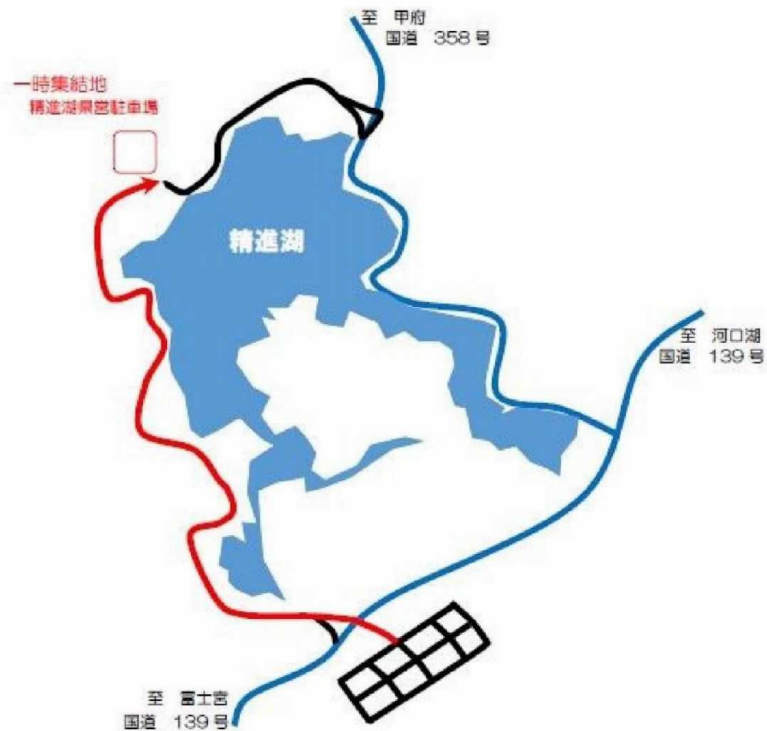 至 甲府
国道 358号
一時集結地
精進湖県営駐車場
精進湖
至 河口湖
国道 139号
至 富士宮
国道 139号